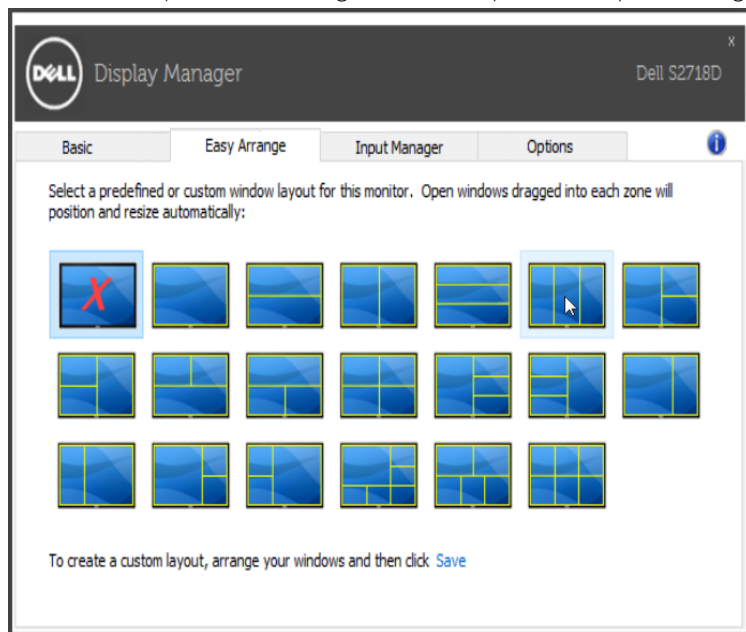 DELL
Display Manager
x
Dell S2718D
Basic
Easy Arrange
Input Manager
Options
i
Select a predefined or custom window layout for this monitor. Open windows dragged into each zone will
position and resize automatically:
X
To create a custom layout, arrange your windows and then click Save